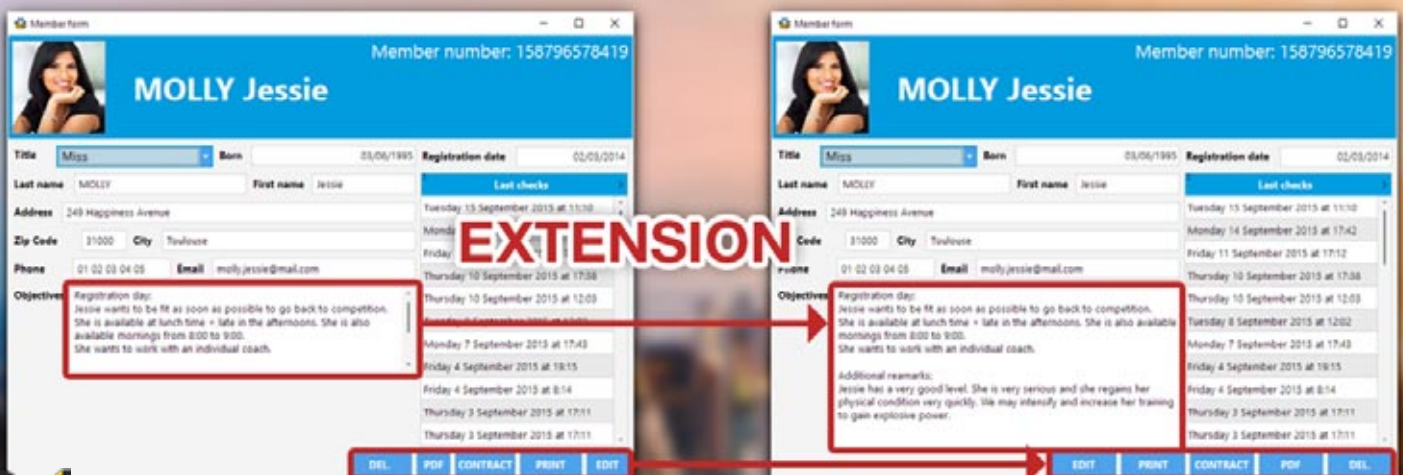 Member form
Member number: 158796578419
MOLLY Jessie
Title Miss Born 03/06/1995 Registration date 02/03/2014
Last name MOLLY First name Jessie Last checks
Address 249 Happiness Avenue
Tuesday 15 September 2015 at 11:10
Zip Code 31000 City Toulouse
Friday
Phone 01 02 03 04 05 Email molly.jessie@mail.com
Thursday 10 September 2015 at 17:38
Objectives Registration day:
Jessie wants to be fit as soon as possible to go back to competition.
She is available at lunch time + late in the afternoons. She is also
available mornings from 8:00 to 9:00.
She wants to work with an individual coach.
Thursday 10 September 2015 at 12:03
Monday 7 September 2015 at 17:43
Friday 4 September 2015 at 19:15
Friday 4 September 2015 at 8:14
Thursday 3 September 2015 at 17:11
Thursday 3 September 2015 at 17:11
DEL. PDF CONTRACT PRINT EDIT
EXTENSION
Member form
Member number: 158796578419
MOLLY Jessie
Title Miss Born 03/06/1995 Registration date 02/03/2014
Last name MOLLY First name Jessie Last checks
Address 249 Happiness Avenue
Code 31000 City Toulouse
Phone 01 02 03 04 05 Email molly.jessie@mail.com
Objectives Registration day:
Jessie wants to be fit as soon as possible to go back to competition.
She is available at lunch time + late in the afternoons. She is also available
mornings from 8:00 to 9:00.
She wants to work with an individual coach.
Additional reamarks:
Jessie has a very good level. She is very serious and she regains her
physical condition very quickly. We may intensify and increase her training
to gain explosive power.
Tuesday 15 September 2015 at 11:10
Monday 14 September 2015 at 17:42
Friday 11 September 2015 at 17:12
Thursday 10 September 2015 at 17:38
Thursday 10 September 2015 at 12:03
Tuesday 8 September 2015 at 12:02
Monday 7 September 2015 at 17:43
Friday 4 September 2015 at 19:15
Friday 4 September 2015 at 8:14
Thursday 3 September 2015 at 17:11
Thursday 3 September 2015 at 17:11
EDIT PRINT CONTRACT PDF DEL.